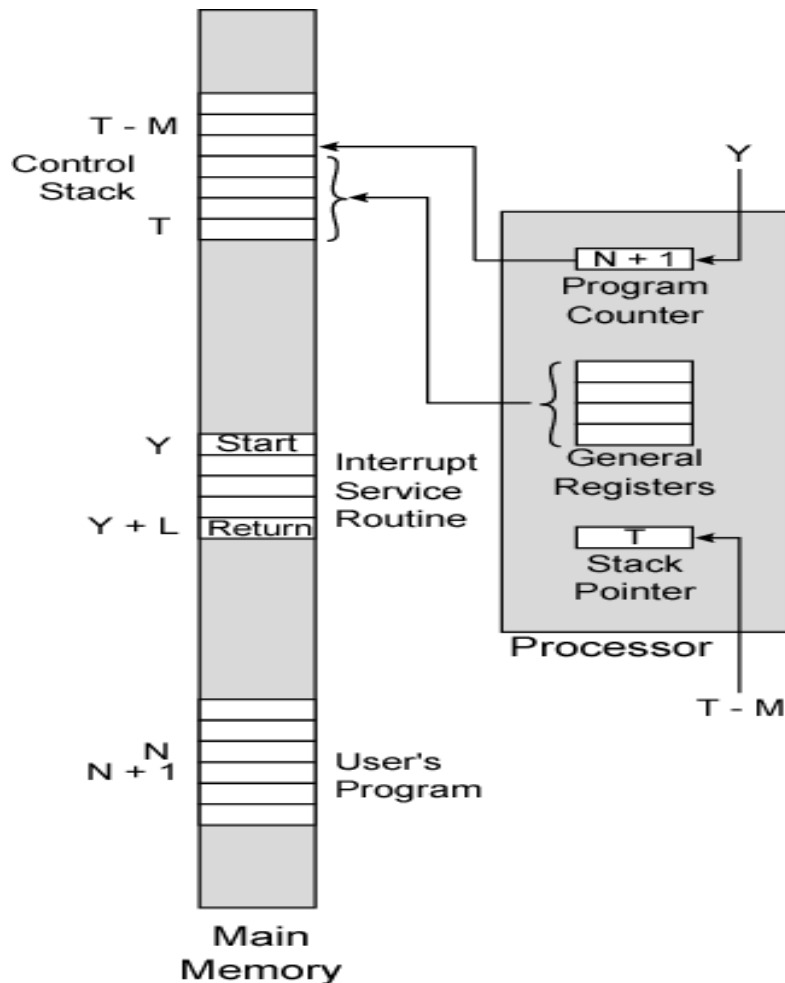 T - M
Control
Stack
T
Y
N + 1
Program
Counter
General
Registers
T
Stack
Pointer
Processor
T - M
Y
Start
Interrupt
Service
Routine
Y + L
Return
N
N + 1
User's
Program
Main
Memory